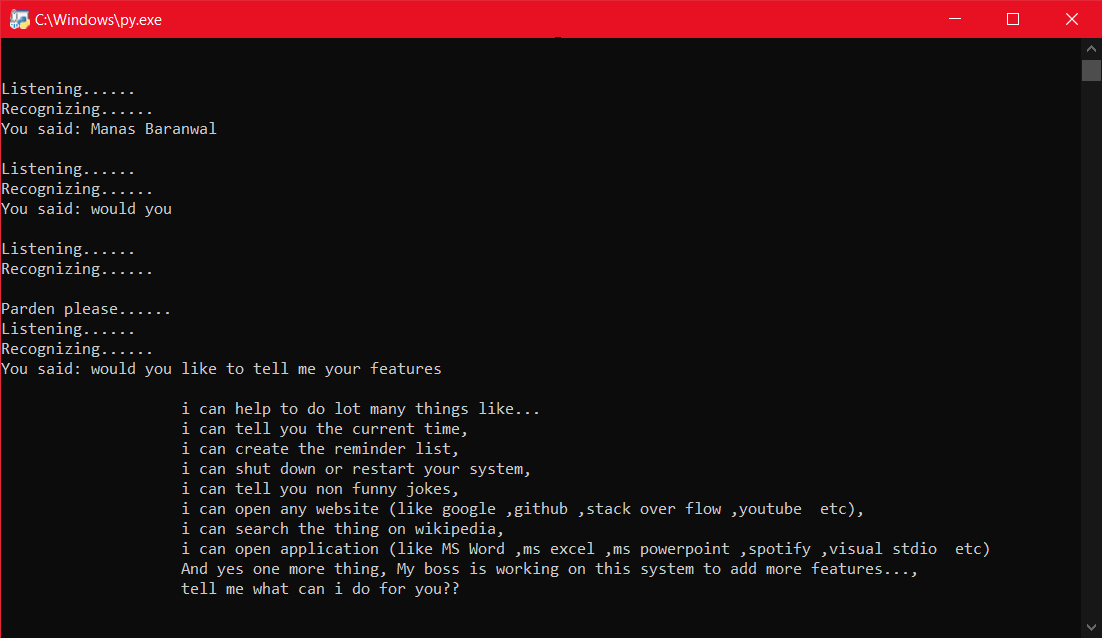 C:\Windows\py.exe
Listening......
Recognizing......
You said: Manas Baranwal
Listening......
Recognizing......
You said: would you
Listening......
Recognizing......
Parden please......
Listening......
Recognizing......
You said: would you like to tell me your features
i can help to do lot many things like...
i can tell you the current time,
i can create the reminder list,
i can shut down or restart your system,
i can tell you non funny jokes,
i can open any website (like google ,github ,stack over flow ,youtube  etc),
i can search the thing on wikipedia,
i can open application (like MS Word ,ms excel ,ms powerpoint ,spotify ,visual stdio  etc)
And yes one more thing, My boss is working on this system to add more features...,
tell me what can i do for you??